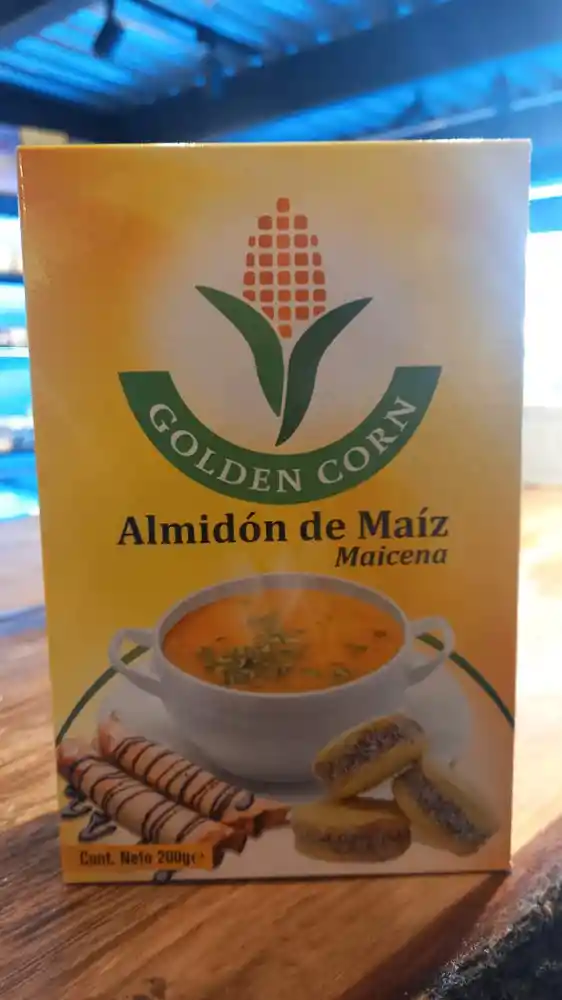 GOLDEN CORN
Almidón de Maíz
Maicena
Cont. Neto 200g℮